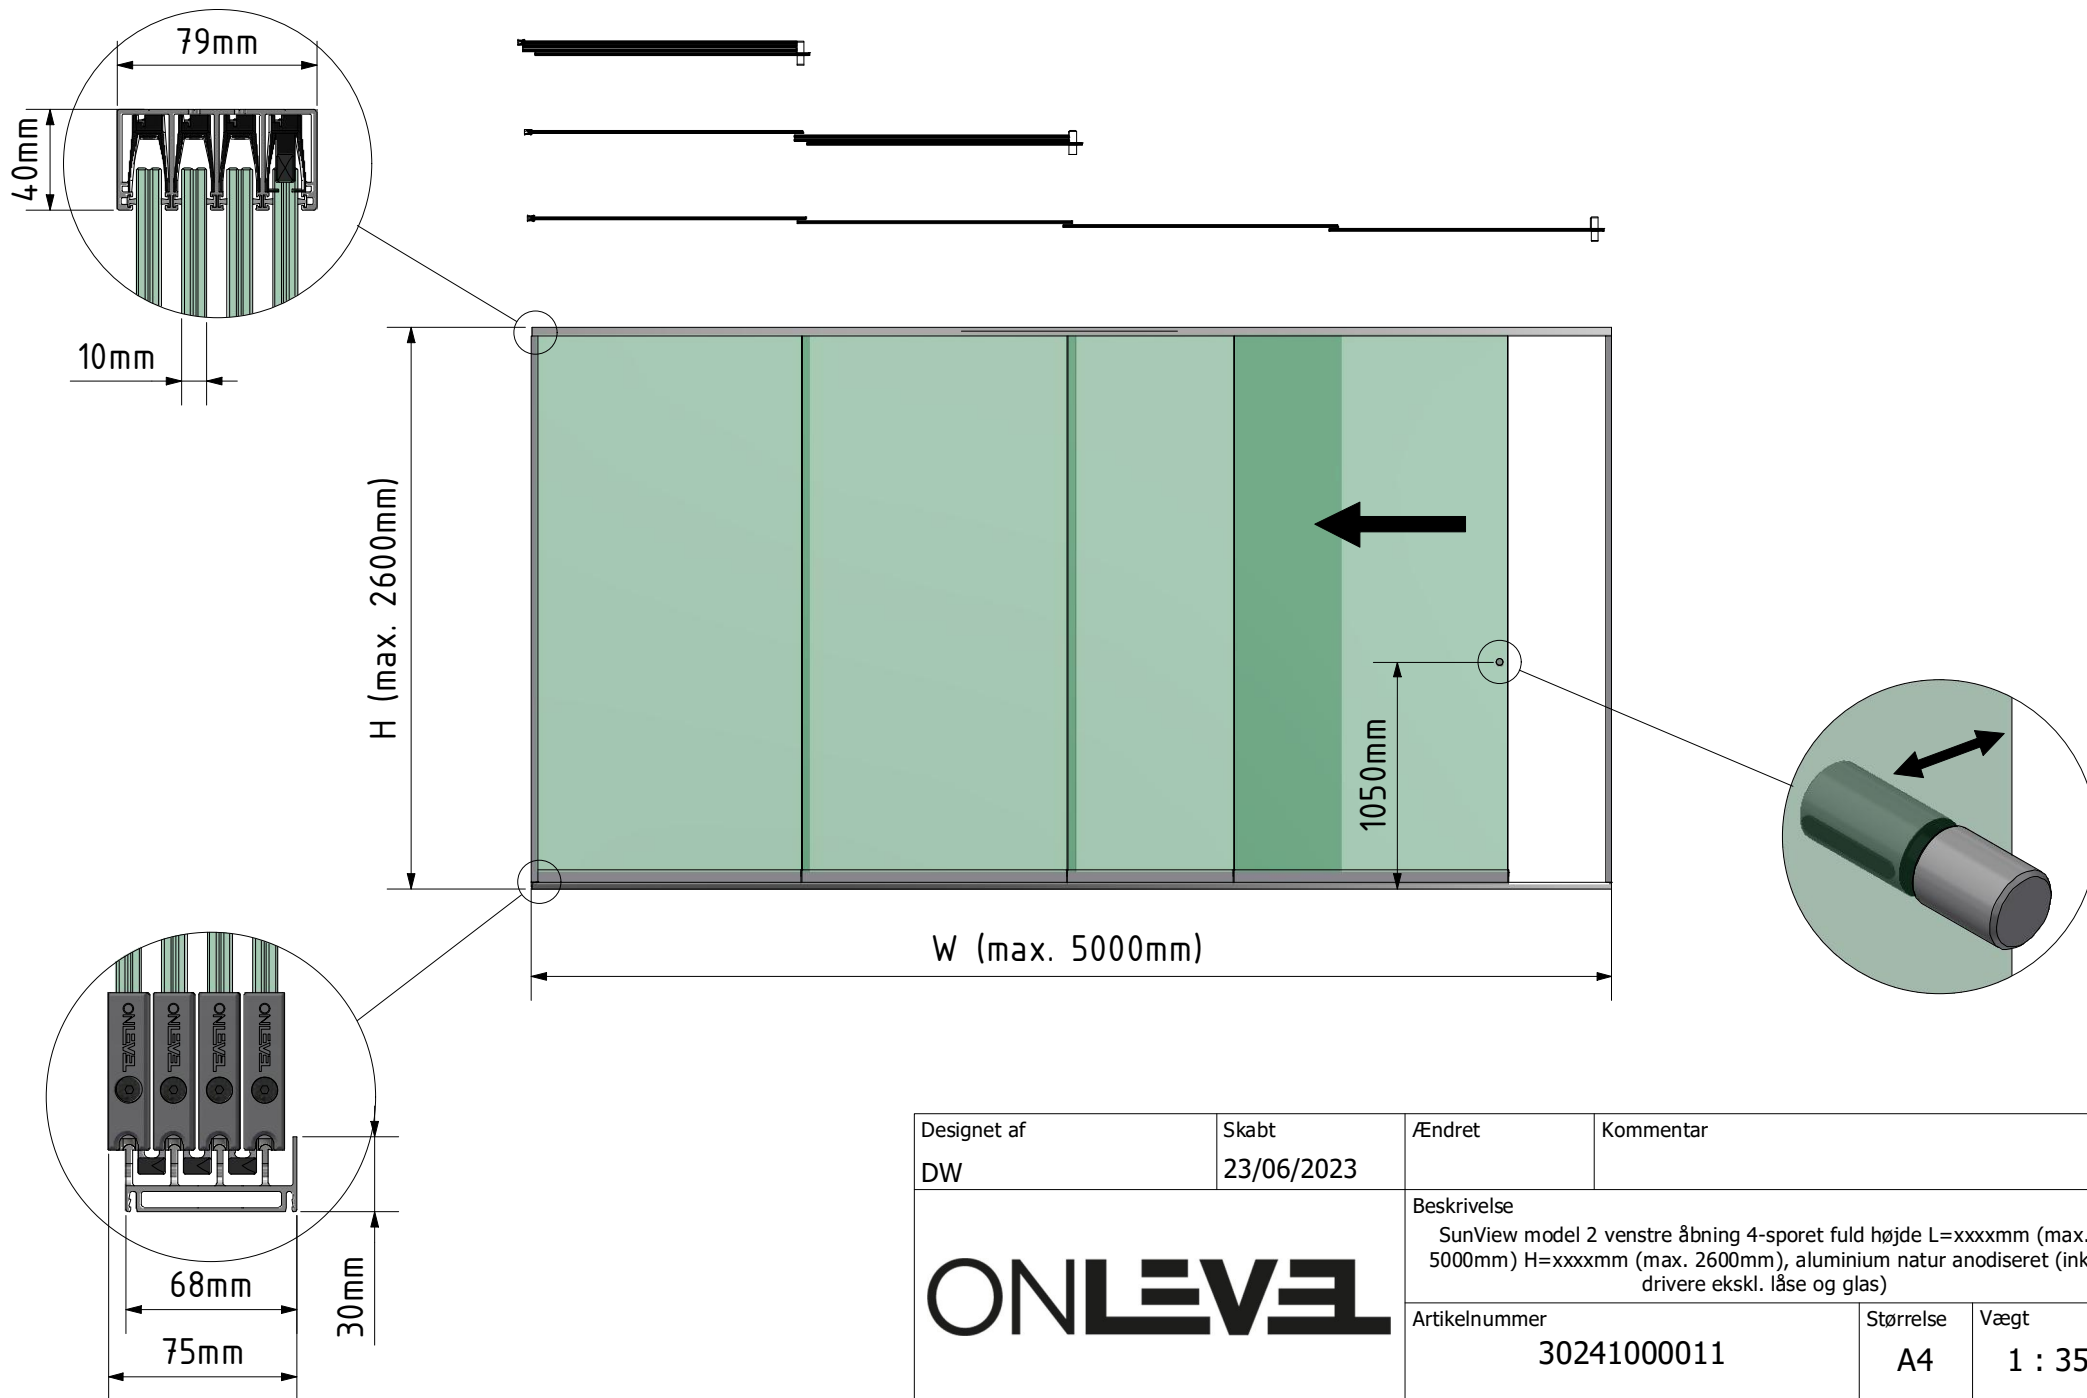 79mm
40mm
10mm
H (max. 2600mm)
1050mm
W (max. 5000mm)
ONLEVEL
ONLEVEL
ONLEVEL
ONLEVEL
68mm
75mm
30mm
Designet af
DW
Skabt
23/06/2023
Ændret
Kommentar
ONLEVEL
Beskrivelse
SunView model 2 venstre åbning 4-sporet fuld højde L=xxxxmm (max.
5000mm) H=xxxxmm (max. 2600mm), aluminium natur anodiseret (ink
drivere ekskl. låse og glas)
Artikelnummer
30241000011
Størrelse
A4
Vægt
1 : 35